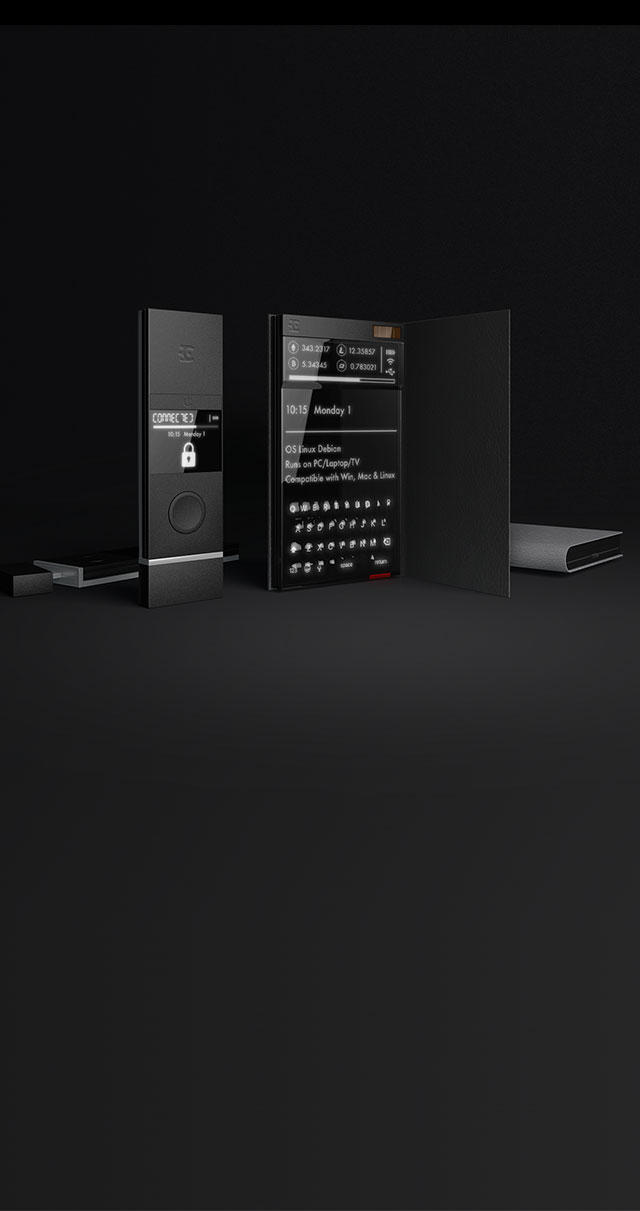 CONNECTED
10:15 Monday 1
343.2317
12.35857
5.34345
0.783021
10:15 Monday 1
OS Linux Debian
Runs on PC/Laptop/TV
Compatible with Win, Mac & Linux
123 space return